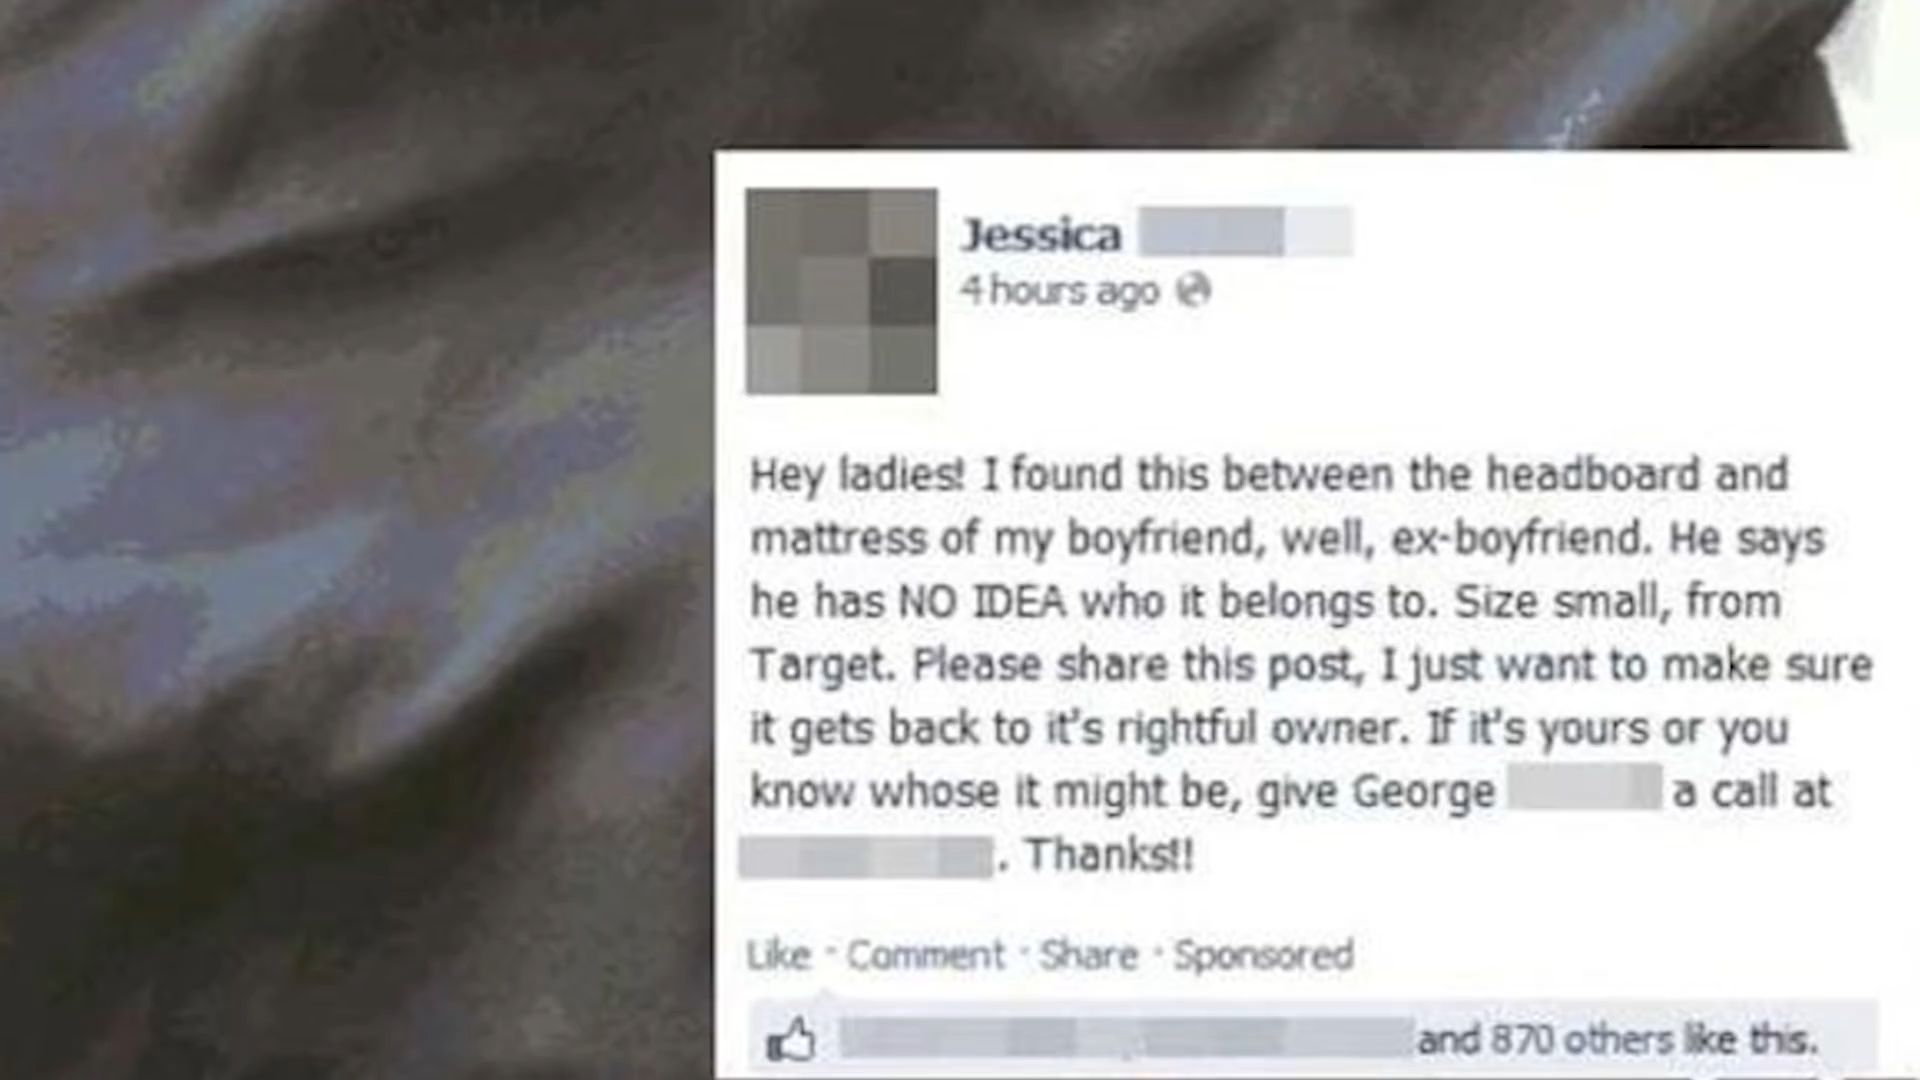 Jessica
4 hours ago
Hey ladies! I found this between the headboard and
mattress of my boyfriend, well, ex-boyfriend. He says
he has NO IDEA who it belongs to. Size small, from
Target. Please share this post, I just want to make sure
it gets back to it's rightful owner. If it's yours or you
know whose it might be, give George a call at
. Thanks!!
Like · Comment · Share · Sponsored
and 870 others like this.